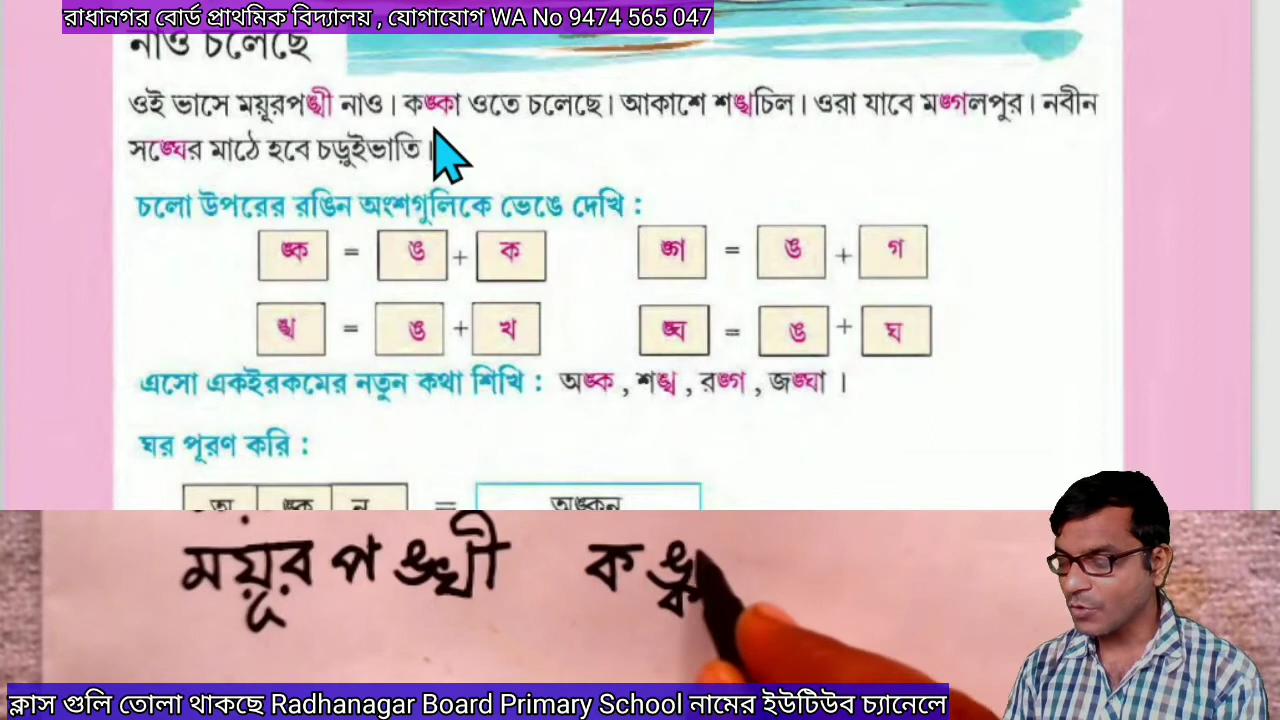 রাধানগর বোর্ড প্রাথমিক বিদ্যালয় , যোগাযোগ WA No 9474 565 047
নাও চলেছে
ওই ভাসে ময়ূরপঙ্খী নাও। কঙ্কা ওতে চলেছে। আকাশে শঙ্খচিল। ওরা যাবে মঙ্গলপুর। নবীন
সঙ্ঘের মাঠে হবে চড়ুইভাতি।
চলো উপরের রঙিন অংশগুলিকে ভেঙে দেখি :
ঙ্ক = ঙ + ক ঙ্গ = ঙ + গ
ঙ্খ = ঙ + খ ঙ্ঘ = ঙ + ঘ
এসো একইরকমের নতুন কথা শিখি : অঙ্ক , শঙ্খ , রঙ্গ , জঙ্ঘা ।
ঘর পূরণ করি :
অ ঙ্ক ন = অঙ্কন
ময়ূরপঙ্খী কঙ্ক
ক্লাস গুলি তোলা থাকছে Radhanagar Board Primary School নামের ইউটিউব চ্যানেলে